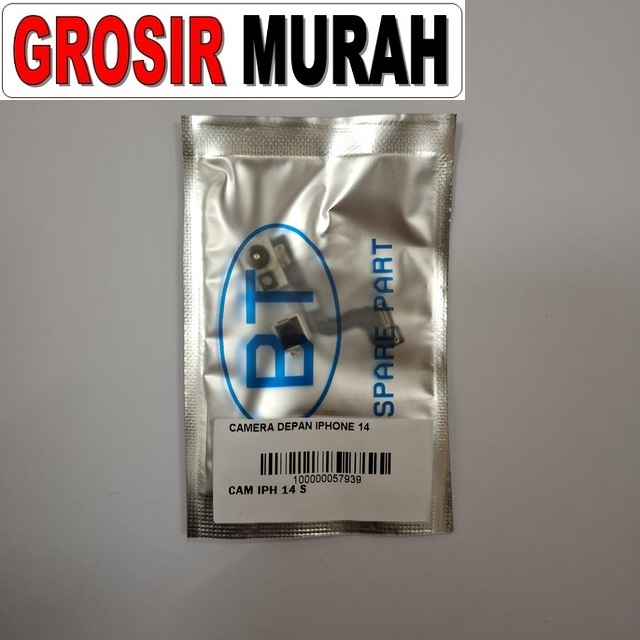 GROSIR MURAH
BT
SPARE PART
CAMERA DEPAN IPHONE 14
100000057939
CAM IPH 14 S